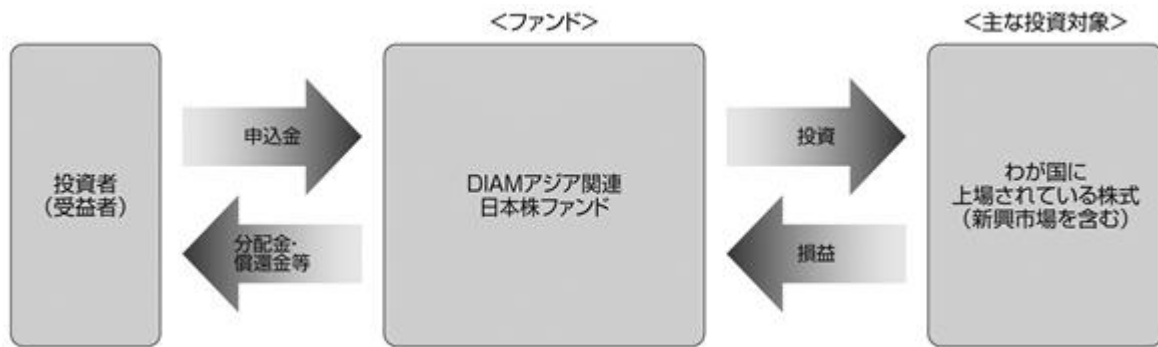 ＜ファンド＞
＜主な投資対象＞
投資者
（受益者）
申込金
分配金・
償還金等
DIAMアジア関連
日本株ファンド
投資
損益
わが国に
上場されている株式
（新興市場を含む）